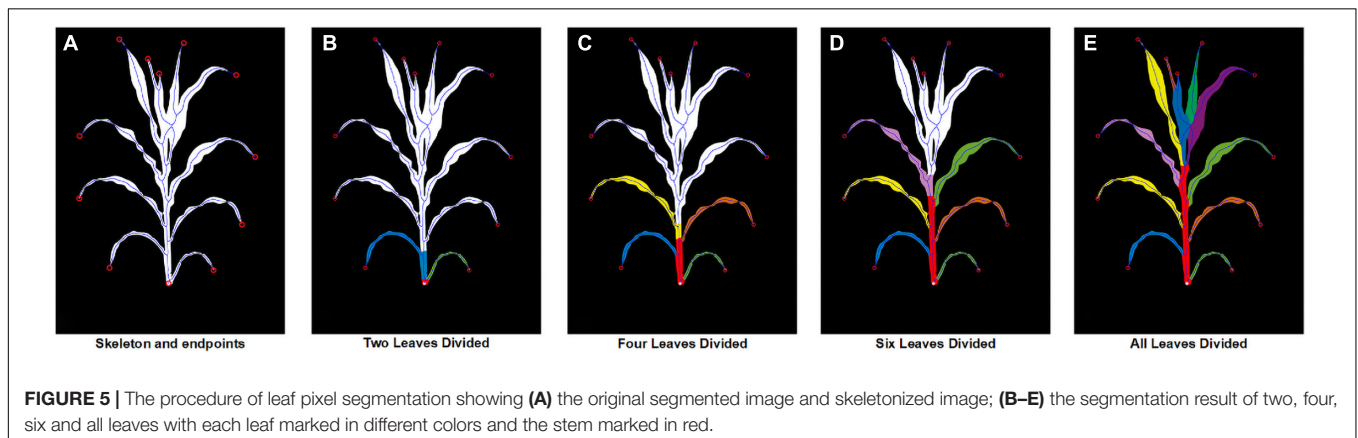 A B C D E
Skeleton and endpoints Two Leaves Divided Four Leaves Divided Six Leaves Divided All Leaves Divided
FIGURE 5 | The procedure of leaf pixel segmentation showing (A) the original segmented image and skeletonized image; (B–E) the segmentation result of two, four,
six and all leaves with each leaf marked in different colors and the stem marked in red.